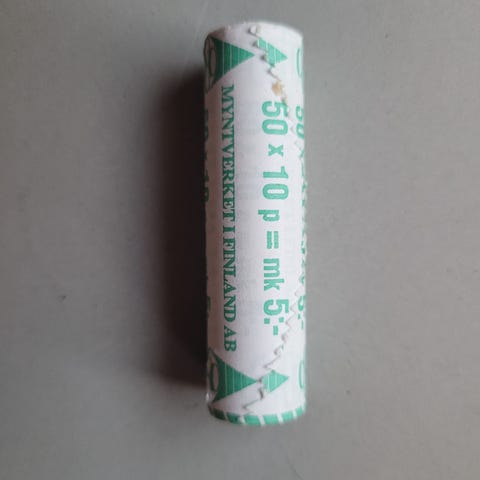 50 x 10 p = mk 5:-
MYNTVERKET I FINLAND AB